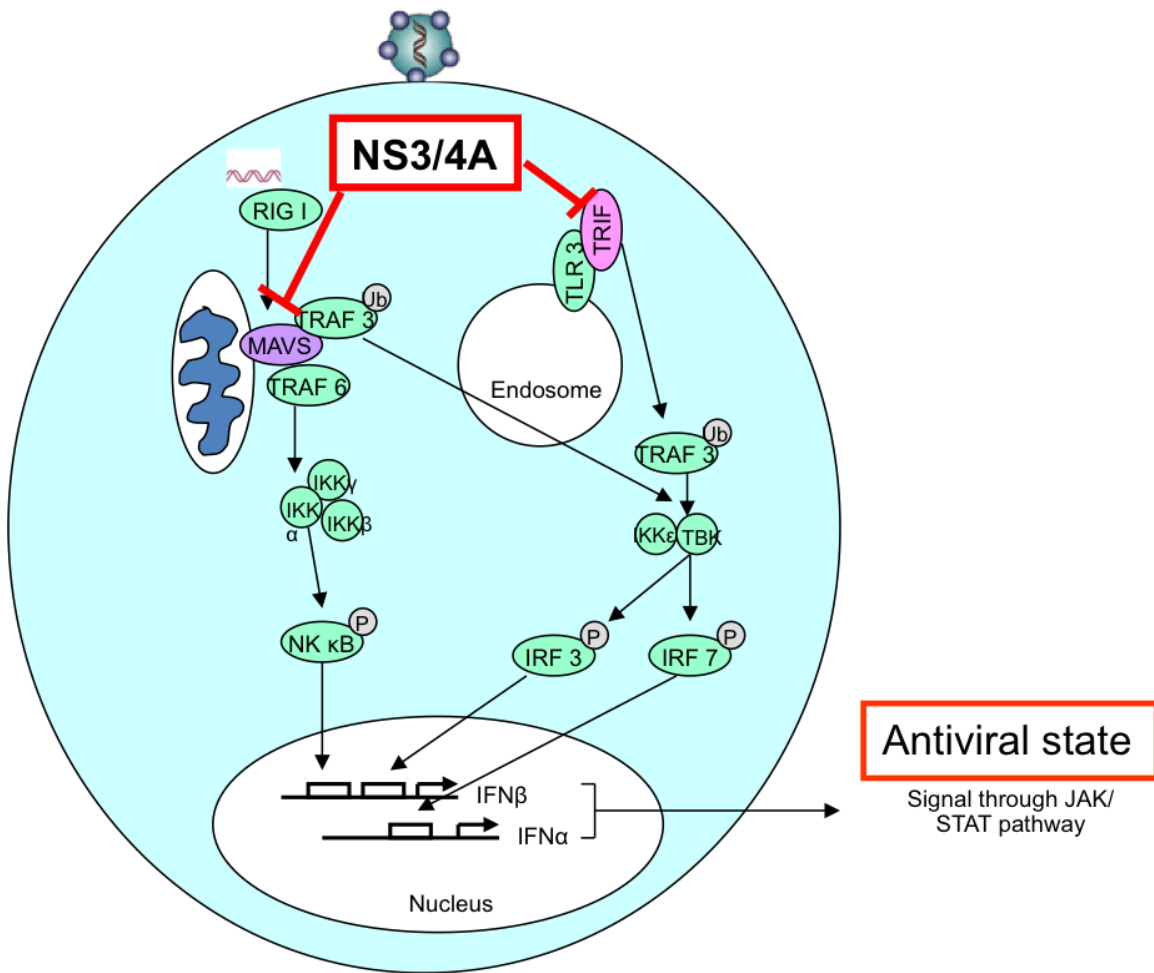 NS3/4A
RIG I
TRIF
TLR 3
Ub
TRAF 3
MAVS
TRAF 6
Endosome
Ub
TRAF 3
IKKγ
IKK
α
IKKβ
IKKε
TBK
P
NK κB
P
IRF 3
P
IRF 7
Antiviral state
Signal through JAK/
STAT pathway
IFNβ
IFNα
Nucleus